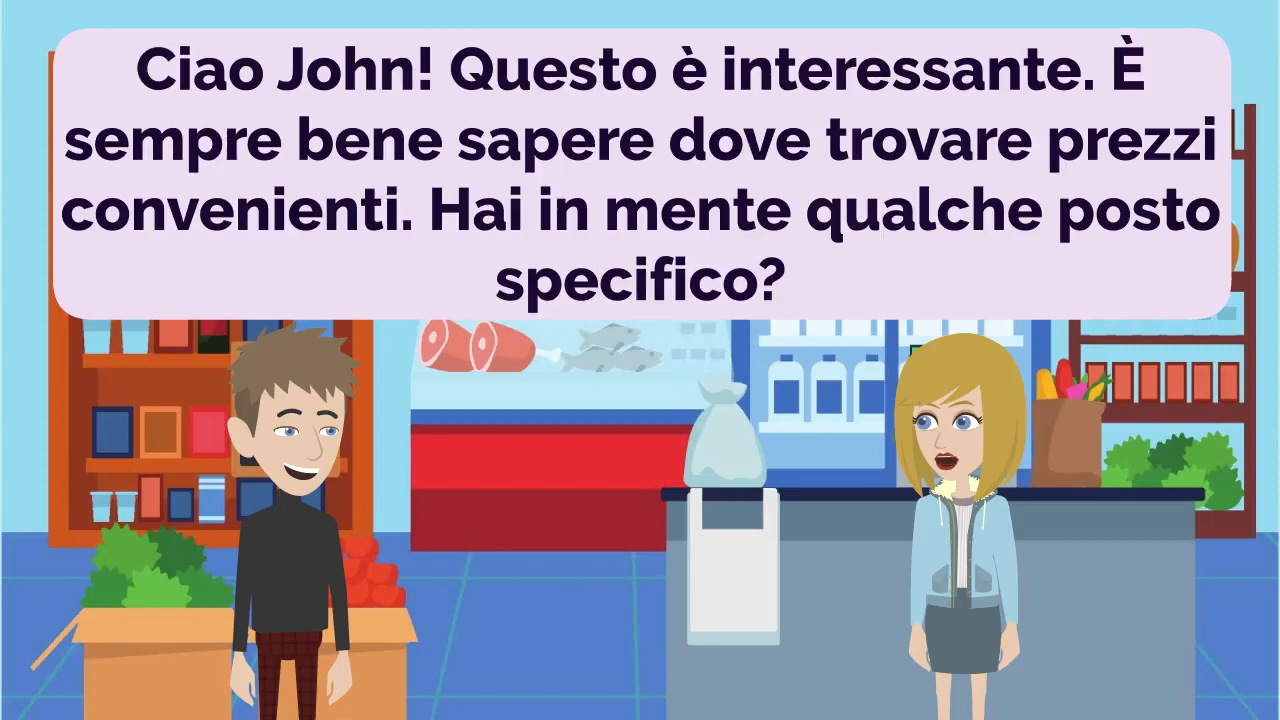 Ciao John! Questo è interessante. È
sempre bene sapere dove trovare prezzi
convenienti. Hai in mente qualche posto
specifico?